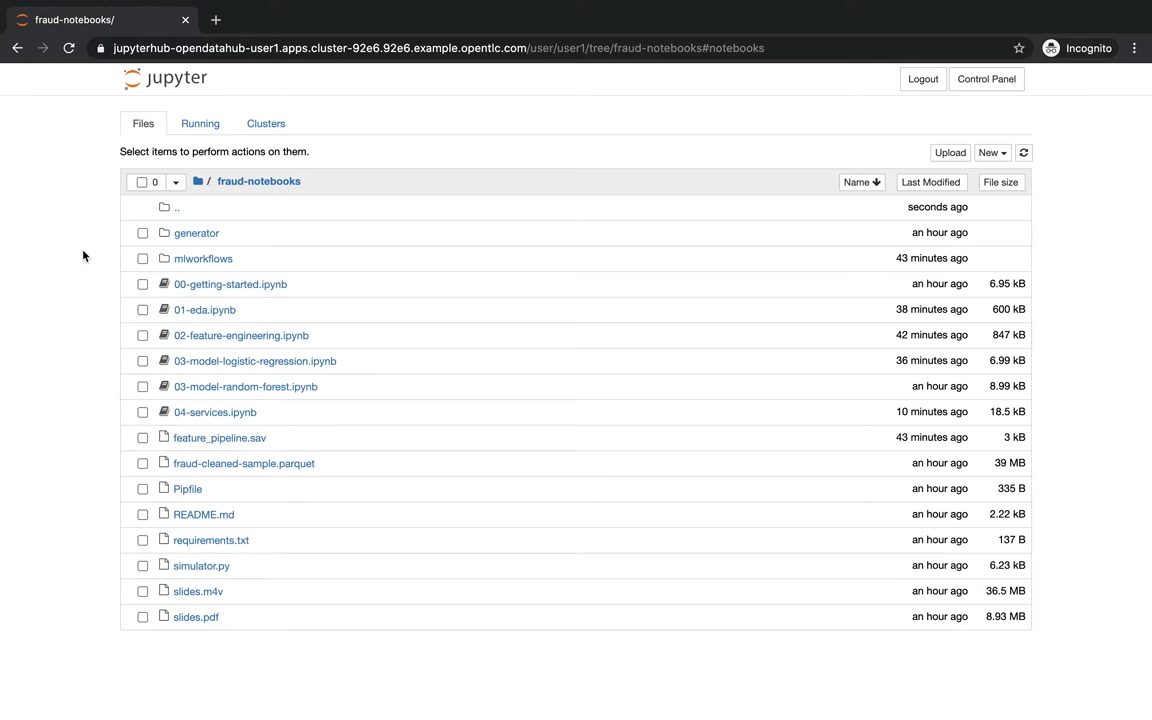 fraud-notebooks/
jupyterhub-opendatahub-user1.apps.cluster-92e6.92e6.example.opentlc.com/user/user1/tree/fraud-notebooks#notebooks
Incognito
jupyter
Logout
Control Panel
Files
Running
Clusters
Select items to perform actions on them.
Upload
New
0
/ fraud-notebooks
Name
Last Modified
File size
.. seconds ago
generator an hour ago
mlworkflows 43 minutes ago
00-getting-started.ipynb an hour ago 6.95 kB
01-eda.ipynb 38 minutes ago 600 kB
02-feature-engineering.ipynb 42 minutes ago 847 kB
03-model-logistic-regression.ipynb 36 minutes ago 6.99 kB
03-model-random-forest.ipynb an hour ago 8.99 kB
04-services.ipynb 10 minutes ago 18.5 kB
feature_pipeline.sav 43 minutes ago 3 kB
fraud-cleaned-sample.parquet an hour ago 39 MB
Pipfile an hour ago 335 B
README.md an hour ago 2.22 kB
requirements.txt an hour ago 137 B
simulator.py an hour ago 6.23 kB
slides.m4v an hour ago 36.5 MB
slides.pdf an hour ago 8.93 MB